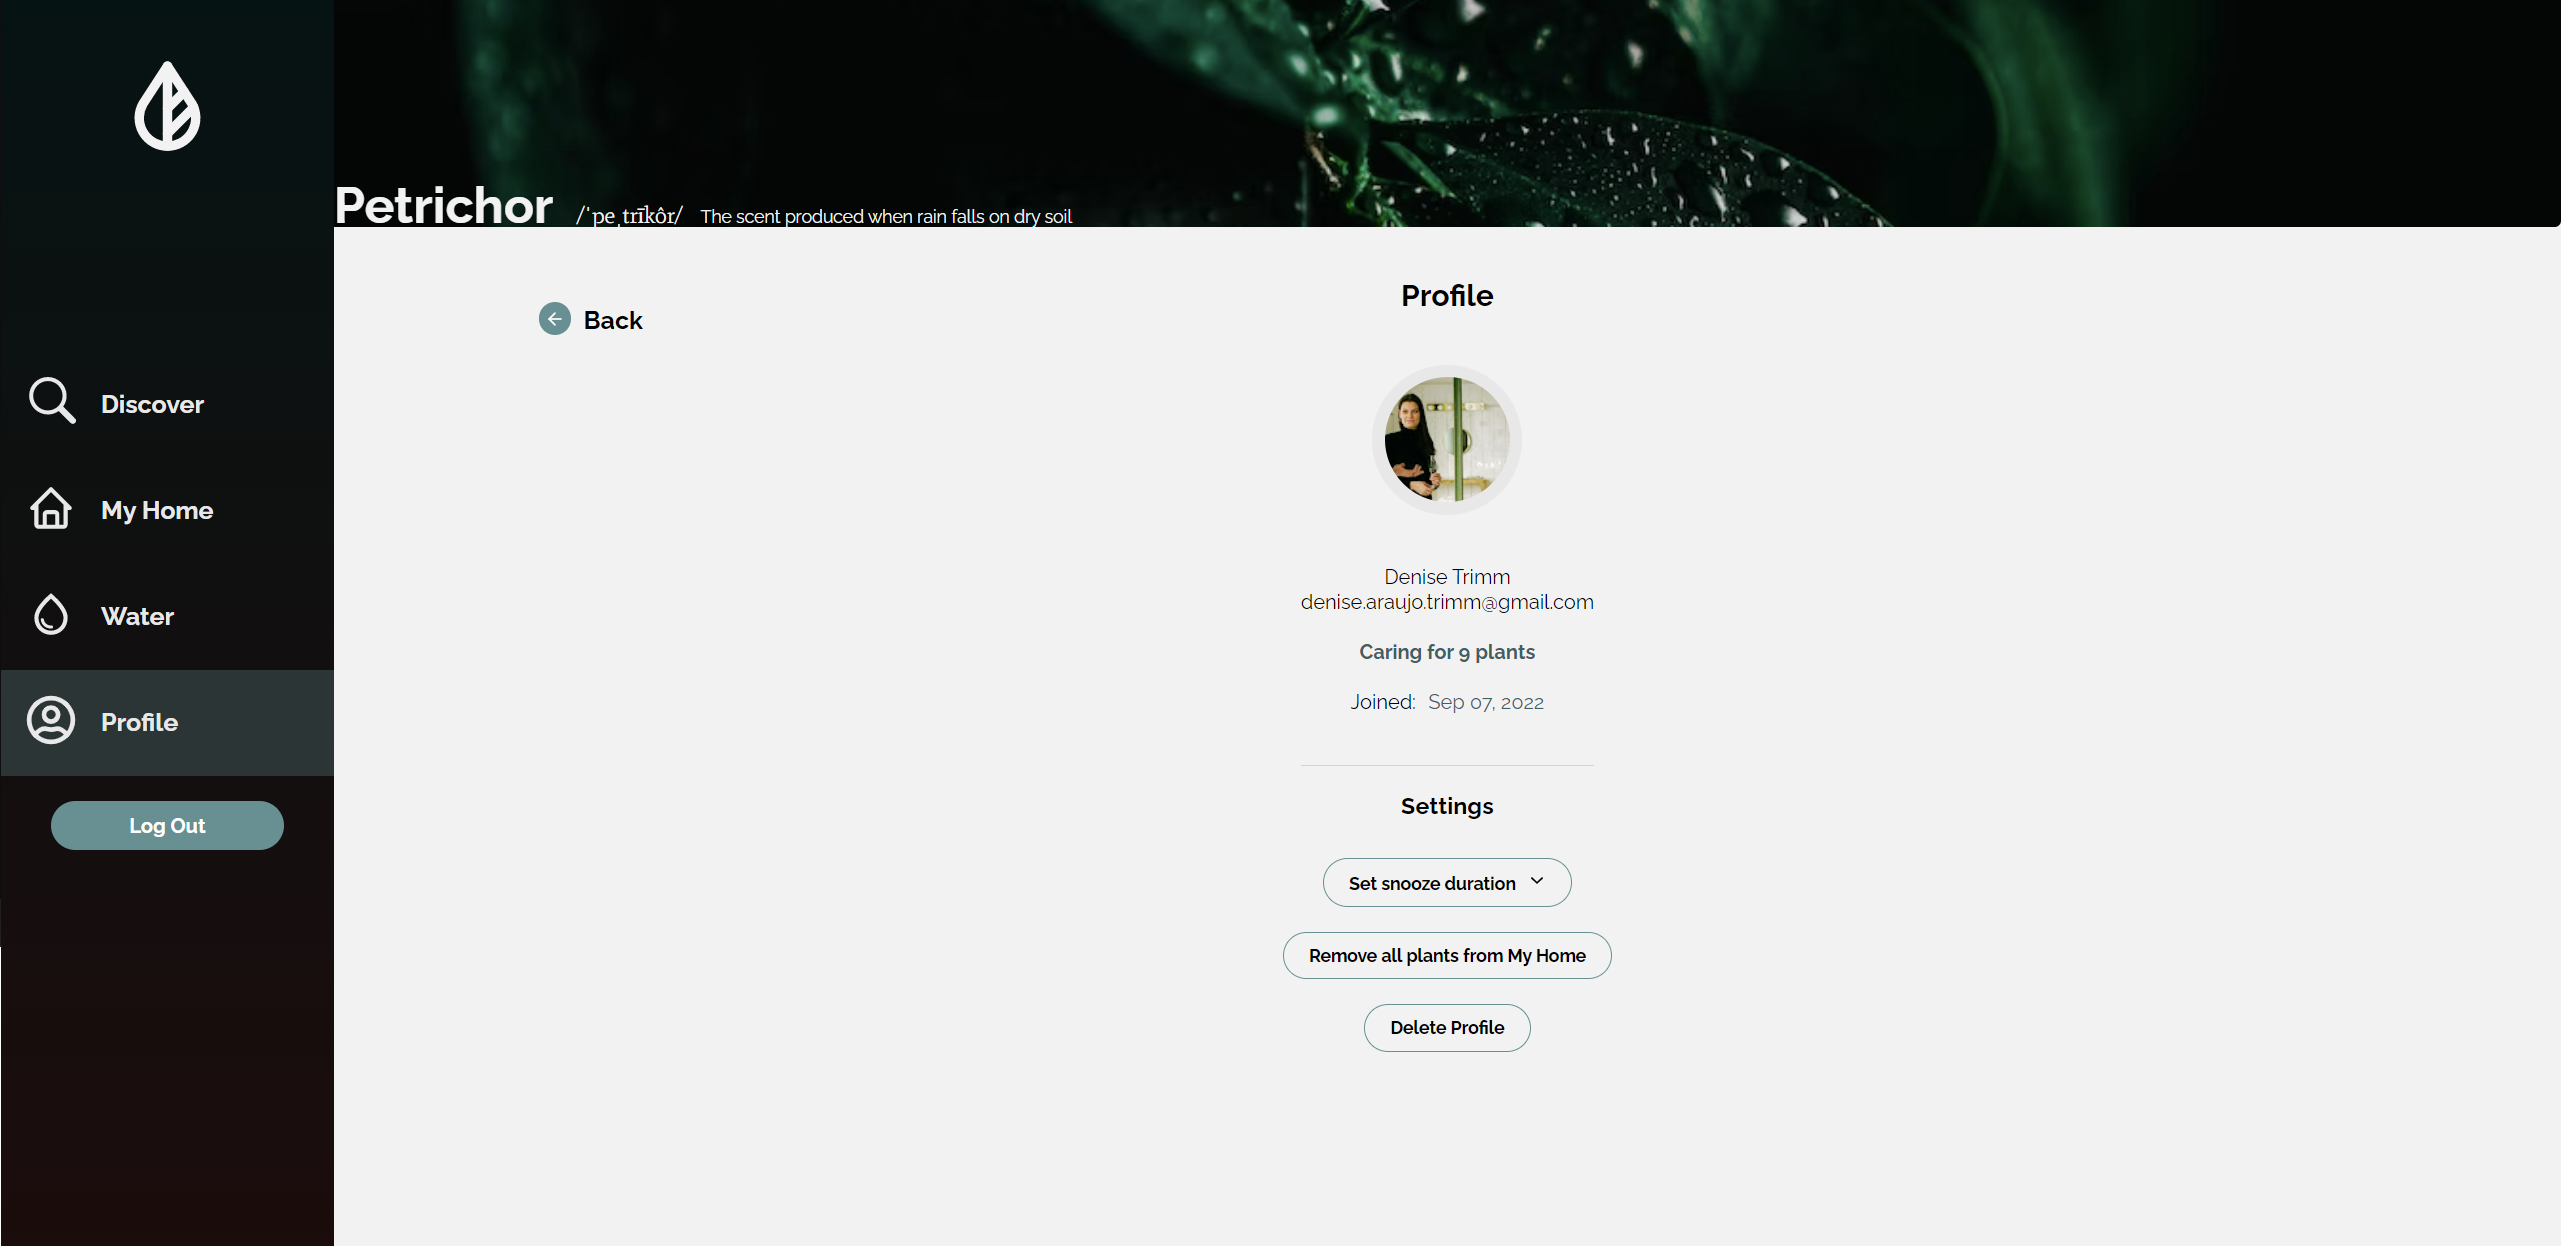 Petrichor /ˈpeˌtrīkôr/ The scent produced when rain falls on dry soil
Discover
My Home
Water
Profile
Log Out
Back
Profile
Denise Trimm
denise.araujo.trimm@gmail.com
Caring for 9 plants
Joined: Sep 07, 2022
Settings
Set snooze duration
Remove all plants from My Home
Delete Profile